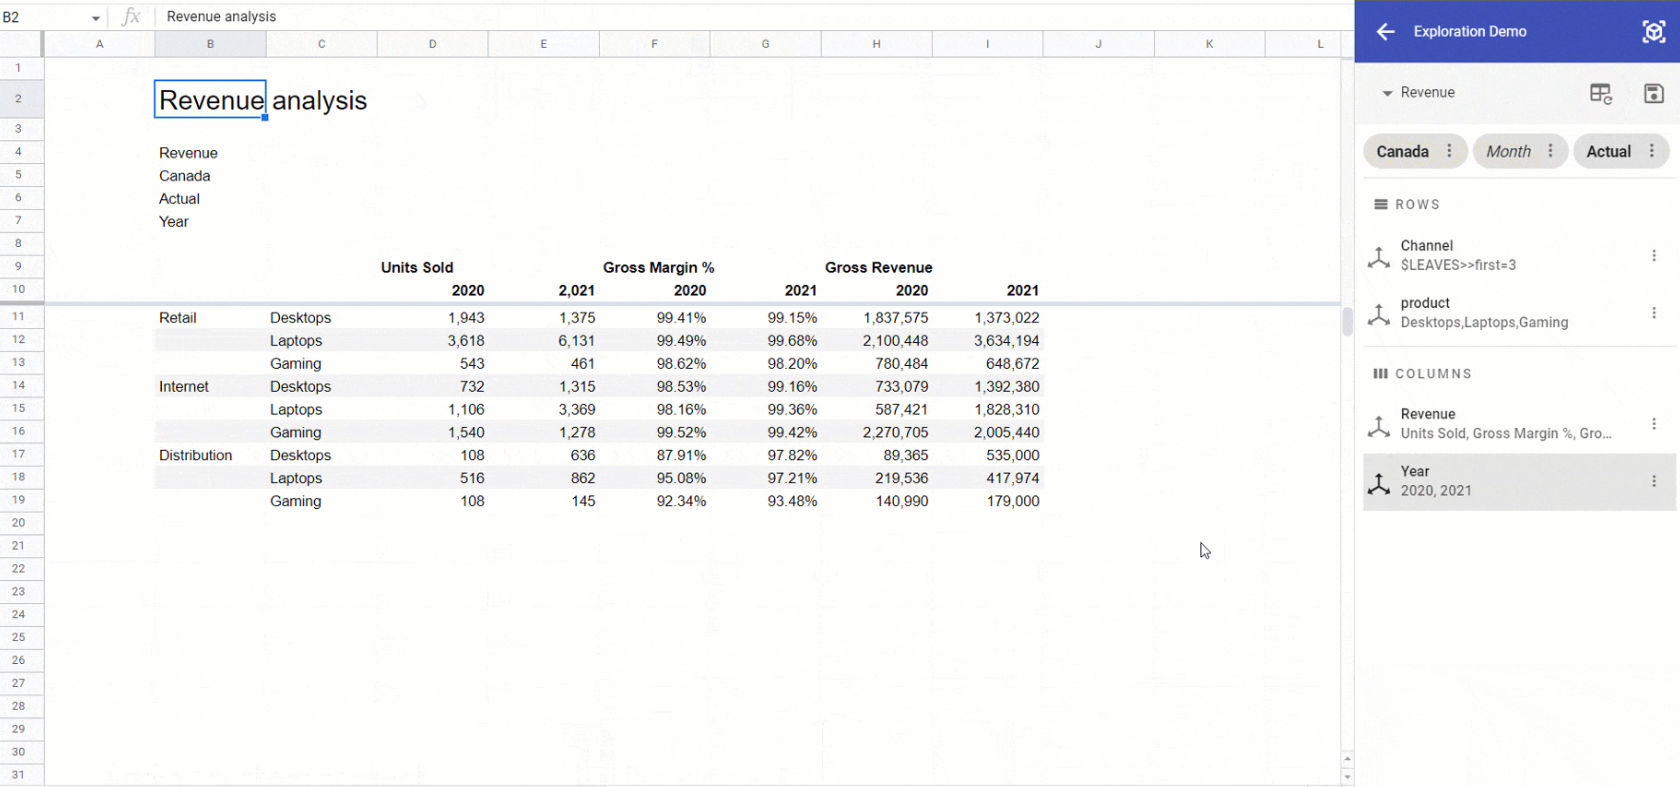 B2 fx Revenue analysis
A B C D E F G H I J K L
1
2 Revenue analysis
3
4 Revenue
5 Canada
6 Actual
7 Year
8
9 Units Sold Gross Margin % Gross Revenue
10 2020 2,021 2020 2021 2020 2021
11 Retail Desktops 1,943 1,375 99.41% 99.15% 1,837,575 1,373,022
12 Laptops 3,618 6,131 99.49% 99.68% 2,100,448 3,634,194
13 Gaming 543 461 98.62% 98.20% 780,484 648,672
14 Internet Desktops 732 1,315 98.53% 99.16% 733,079 1,392,380
15 Laptops 1,106 3,369 98.16% 99.36% 587,421 1,828,310
16 Gaming 1,540 1,278 99.52% 99.42% 2,270,705 2,005,440
17 Distribution Desktops 108 636 87.91% 97.82% 89,365 535,000
18 Laptops 516 862 95.08% 97.21% 219,536 417,974
19 Gaming 108 145 92.34% 93.48% 140,990 179,000
20
21
22
23
24
25
26
27
28
29
30
31
Exploration Demo
Revenue
Canada Month Actual
ROWS
Channel
$LEAVES>>first=3
product
Desktops,Laptops,Gaming
COLUMNS
Revenue
Units Sold, Gross Margin %, Gro...
Year
2020, 2021